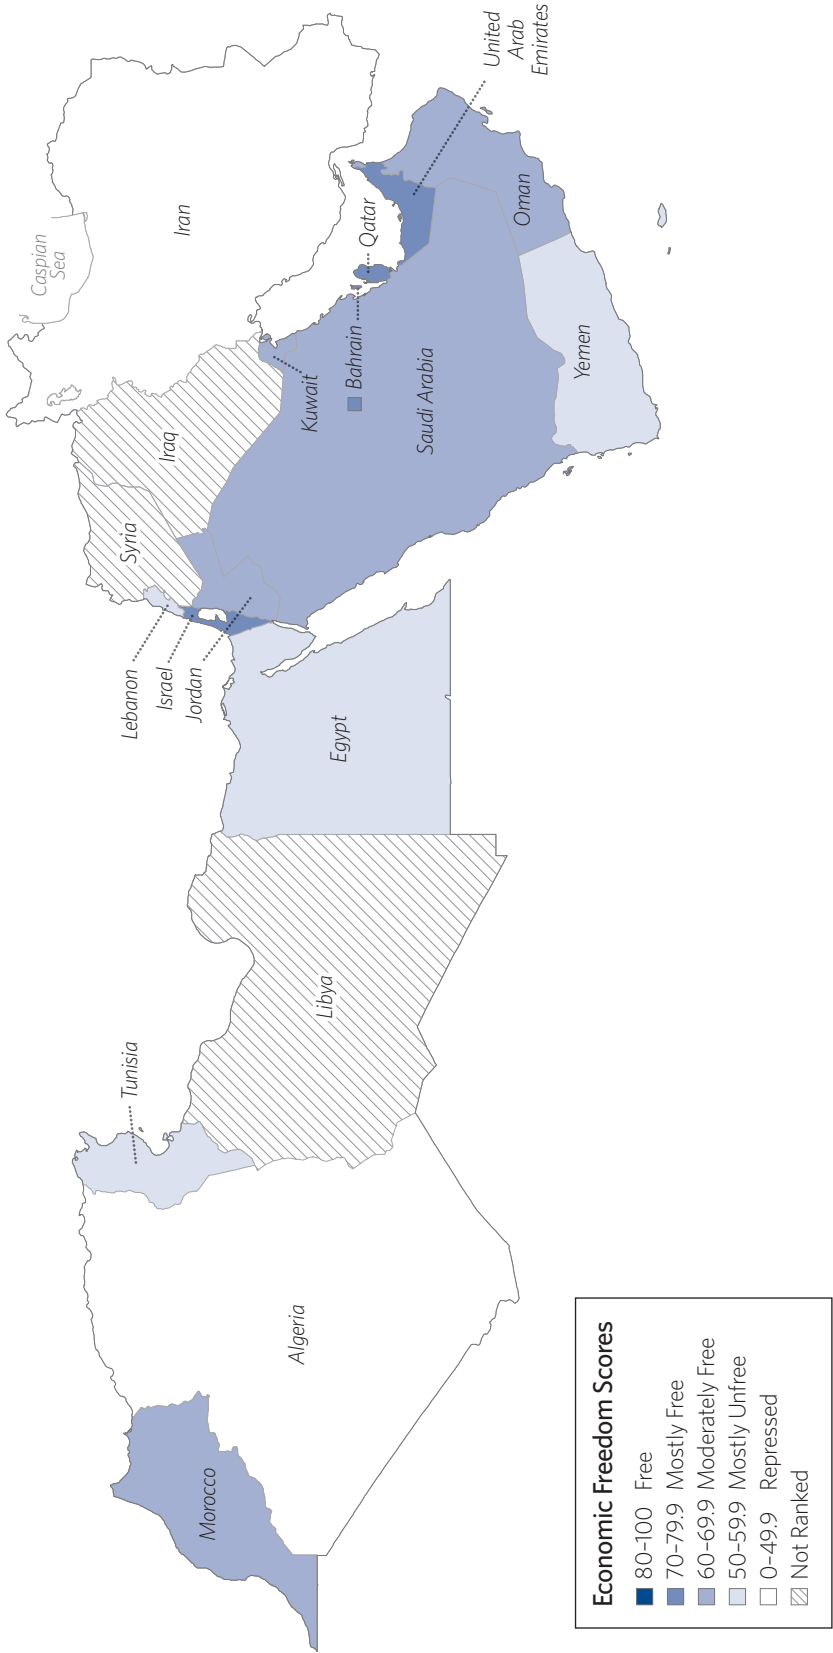 Caspian
Sea
Iran
United
Arab
Emirates
Qatar
Oman
Bahrain
Kuwait
Iraq
Syria
Saudi Arabia
Yemen
Lebanon
Israel
Jordan
Egypt
Libya
Tunisia
Algeria
Morocco
Economic Freedom Scores
80–100 Free
70–79.9 Mostly Free
60–69.9 Moderately Free
50–59.9 Mostly Unfree
0–49.9 Repressed
Not Ranked